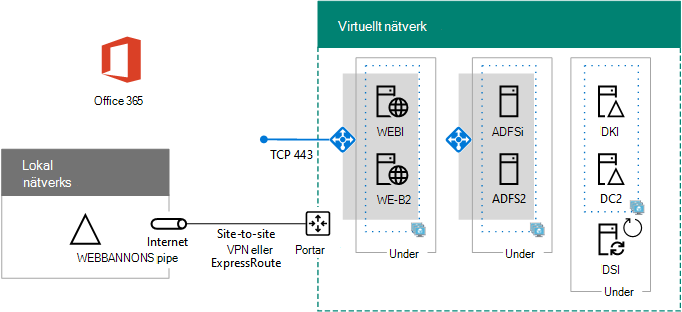 Virtuellt nätverk
Office 365
WEBI
ADFSi
DKI
TCP 443
Lokal
nätverks
WE-B2
ADFS2
DC2
Internet
WEBBANNONS pipe
Site-to-site
VPN eller
ExpressRoute
Portar
Under
Under
DSI
Under